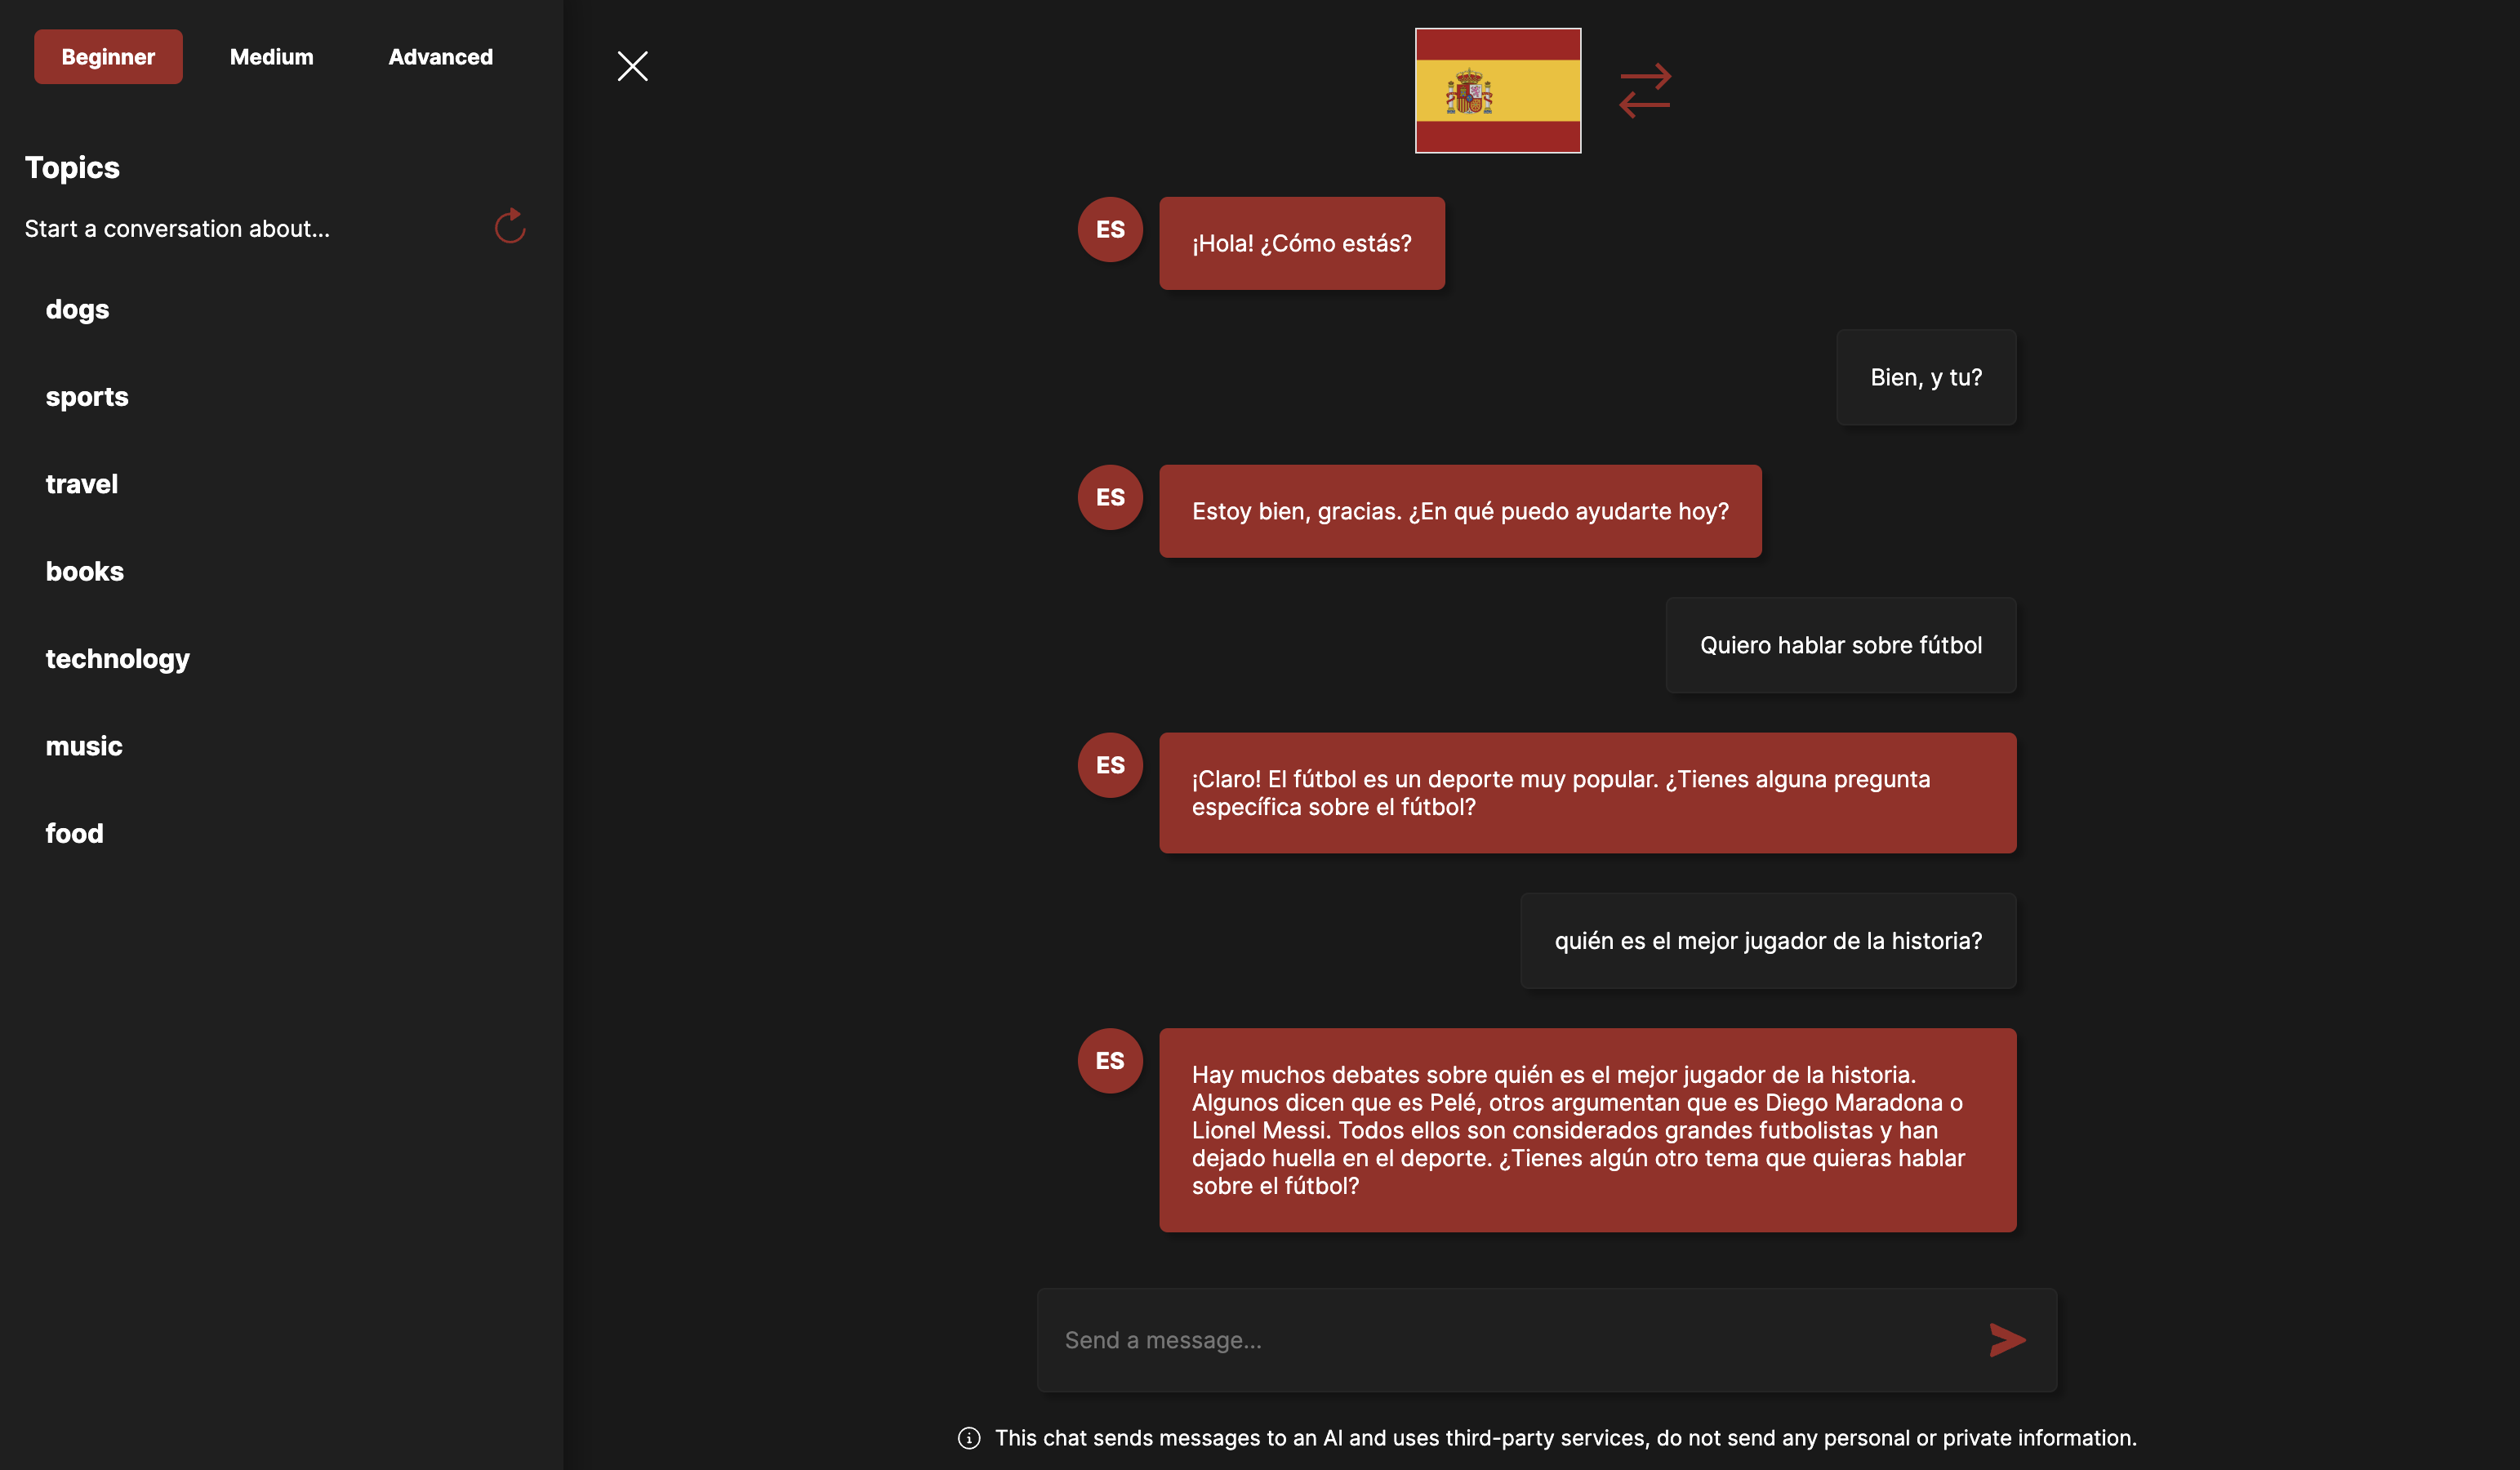 Beginner Medium Advanced
Topics
Start a conversation about...
dogs
sports
travel
books
technology
music
food
ES
¡Hola! ¿Cómo estás?
Bien, y tu?
ES
Estoy bien, gracias. ¿En qué puedo ayudarte hoy?
Quiero hablar sobre fútbol
ES
¡Claro! El fútbol es un deporte muy popular. ¿Tienes alguna pregunta
específica sobre el fútbol?
quién es el mejor jugador de la historia?
ES
Hay muchos debates sobre quién es el mejor jugador de la historia.
Algunos dicen que es Pelé, otros argumentan que es Diego Maradona o
Lionel Messi. Todos ellos son considerados grandes futbolistas y han
dejado huella en el deporte. ¿Tienes algún otro tema que quieras hablar
sobre el fútbol?
Send a message...
This chat sends messages to an AI and uses third-party services, do not send any personal or private information.